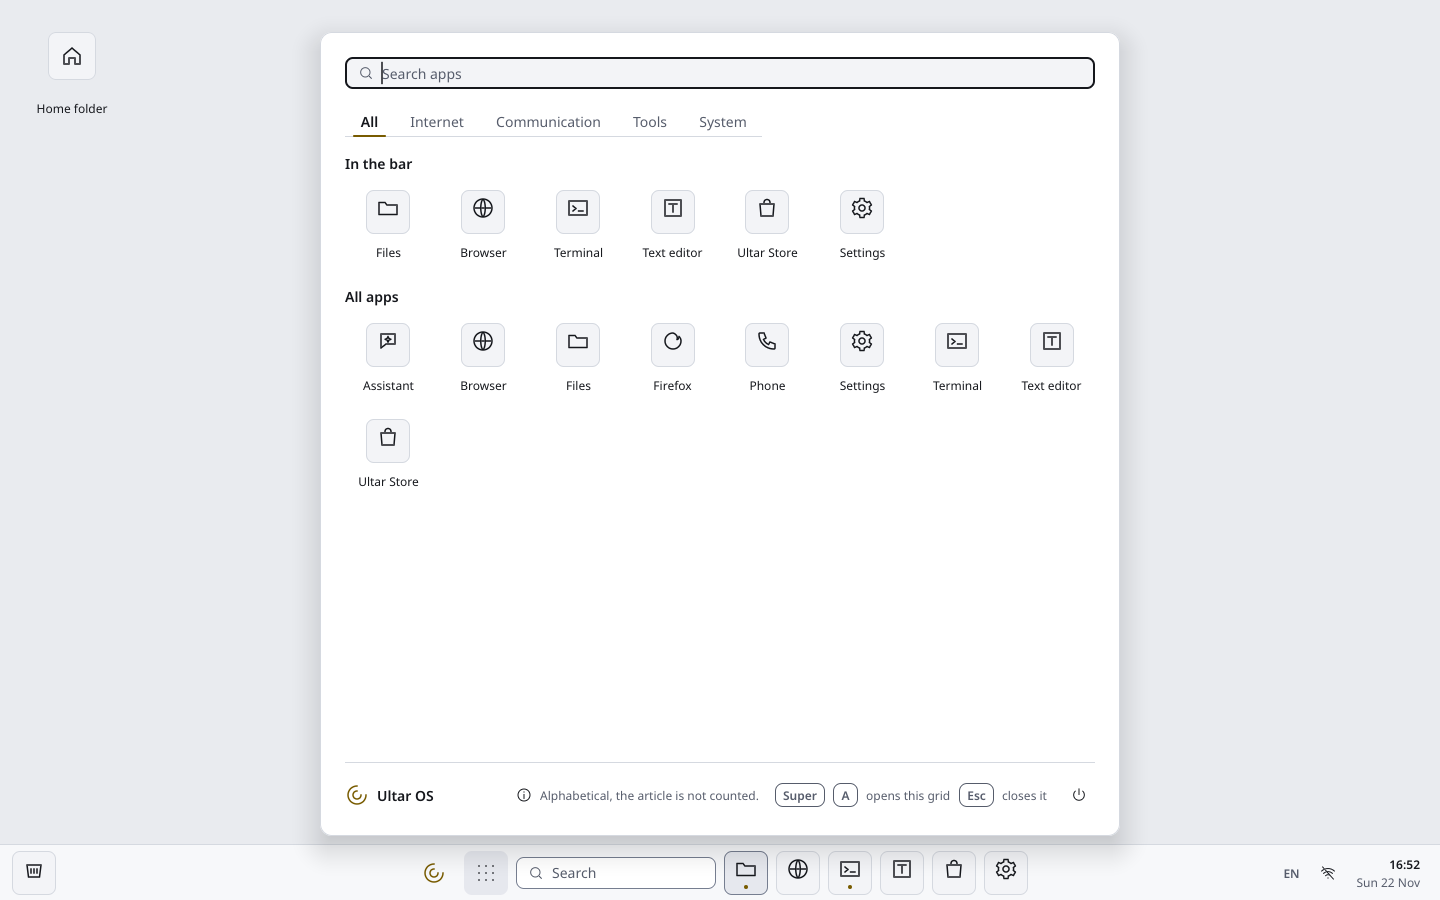 Home folder
Search apps
All Internet Communication Tools System
In the bar
Files Browser Terminal Text editor Ultar Store Settings
All apps
Assistant Browser Files Firefox Phone Settings Terminal Text editor
Ultar Store
Ultar OS Alphabetical, the article is not counted. Super A opens this grid Esc closes it
Search EN 16:52
Sun 22 Nov